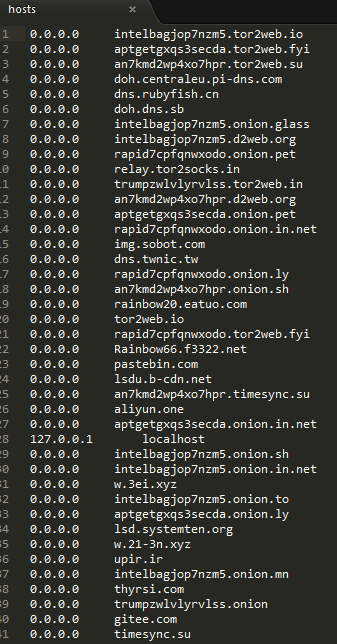 hosts ×
1 0.0.0.0 intelbagjop7nzm5.tor2web.io
2 0.0.0.0 aptgetgxqs3secda.tor2web.fyi
3 0.0.0.0 an7kmd2wp4xo7hpr.tor2web.su
4 0.0.0.0 doh.centraleu.pi-dns.com
5 0.0.0.0 dns.rubyfish.cn
6 0.0.0.0 doh.dns.sb
7 0.0.0.0 intelbagjop7nzm5.onion.glass
8 0.0.0.0 intelbagjop7nzm5.d2web.org
9 0.0.0.0 rapid7cpfqnwxodo.onion.pet
10 0.0.0.0 relay.tor2socks.in
11 0.0.0.0 trumpzwlvlyrvlss.tor2web.in
12 0.0.0.0 an7kmd2wp4xo7hpr.d2web.org
13 0.0.0.0 aptgetgxqs3secda.onion.pet
14 0.0.0.0 rapid7cpfqnwxodo.onion.in.net
15 0.0.0.0 img.sobot.com
16 0.0.0.0 dns.twnic.tw
17 0.0.0.0 rapid7cpfqnwxodo.onion.ly
18 0.0.0.0 an7kmd2wp4xo7hpr.onion.sh
19 0.0.0.0 rainbow20.eatuo.com
20 0.0.0.0 tor2web.io
21 0.0.0.0 rapid7cpfqnwxodo.tor2web.fyi
22 0.0.0.0 Rainbow66.f3322.net
23 0.0.0.0 pastebin.com
24 0.0.0.0 lsdu.b-cdn.net
25 0.0.0.0 an7kmd2wp4xo7hpr.timesync.su
26 0.0.0.0 aliyun.one
27 0.0.0.0 aptgetgxqs3secda.onion.in.net
28 127.0.0.1 localhost
29 0.0.0.0 intelbagjop7nzm5.onion.sh
30 0.0.0.0 intelbagjop7nzm5.onion.in.net
31 0.0.0.0 w.3ei.xyz
32 0.0.0.0 intelbagjop7nzm5.onion.to
33 0.0.0.0 aptgetgxqs3secda.onion.ly
34 0.0.0.0 lsd.systemten.org
35 0.0.0.0 w.21-3n.xyz
36 0.0.0.0 upir.ir
37 0.0.0.0 intelbagjop7nzm5.onion.mn
38 0.0.0.0 thyrsi.com
39 0.0.0.0 trumpzwlvlyrvlss.onion
40 0.0.0.0 gitee.com
41 0.0.0.0 timesync.su